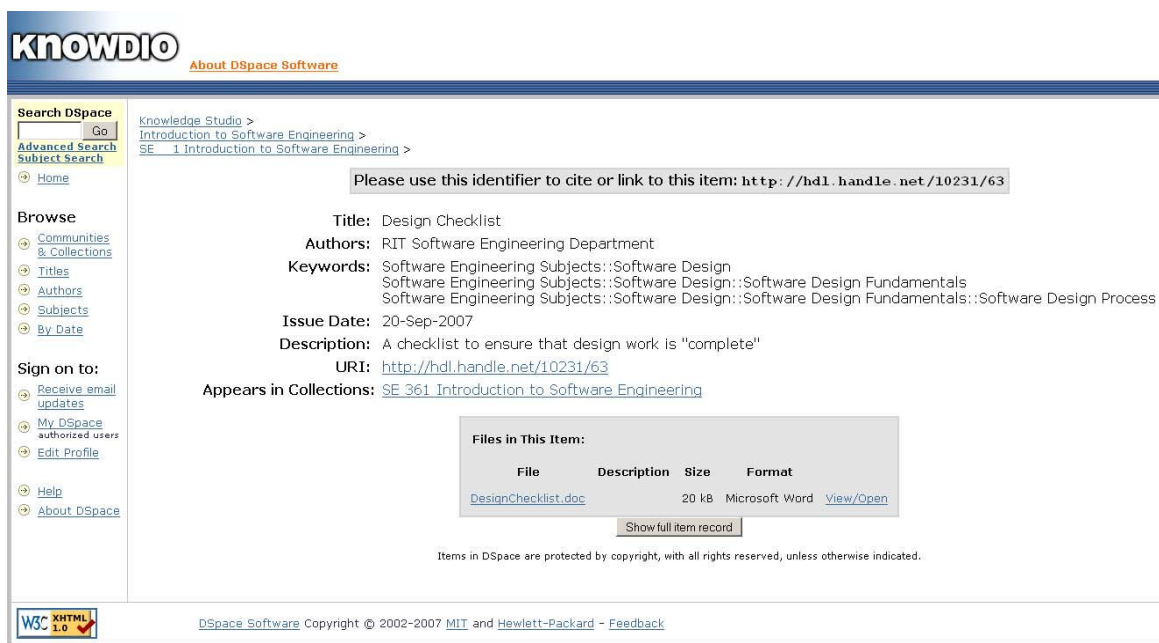 KNOWDIO
About DSpace Software
Search DSpace
Go
Advanced Search
Subject Search
Home
Browse
Communities
& Collections
Titles
Authors
Subjects
By Date
Sign on to:
Receive email
updates
My DSpace
authorized users
Edit Profile
Help
About DSpace
Knowledge Studio >
Introduction to Software Engineering >
SE 1 Introduction to Software Engineering >
Please use this identifier to cite or link to this item: http://hdl.handle.net/10231/63
Title: Design Checklist
Authors: RIT Software Engineering Department
Keywords: Software Engineering Subjects::Software Design
Software Engineering Subjects::Software Design::Software Design Fundamentals
Software Engineering Subjects::Software Design::Software Design Fundamentals::Software Design Process
Issue Date: 20-Sep-2007
Description: A checklist to ensure that design work is "complete"
URI: http://hdl.handle.net/10231/63
Appears in Collections: SE 361 Introduction to Software Engineering
Files in This Item:
File Description Size Format
DesignChecklist.doc 20 kB Microsoft Word View/Open
Show full item record
Items in DSpace are protected by copyright, with all rights reserved, unless otherwise indicated.
W3C XHTML 1.0
DSpace Software Copyright © 2002-2007 MIT and Hewlett-Packard - Feedback